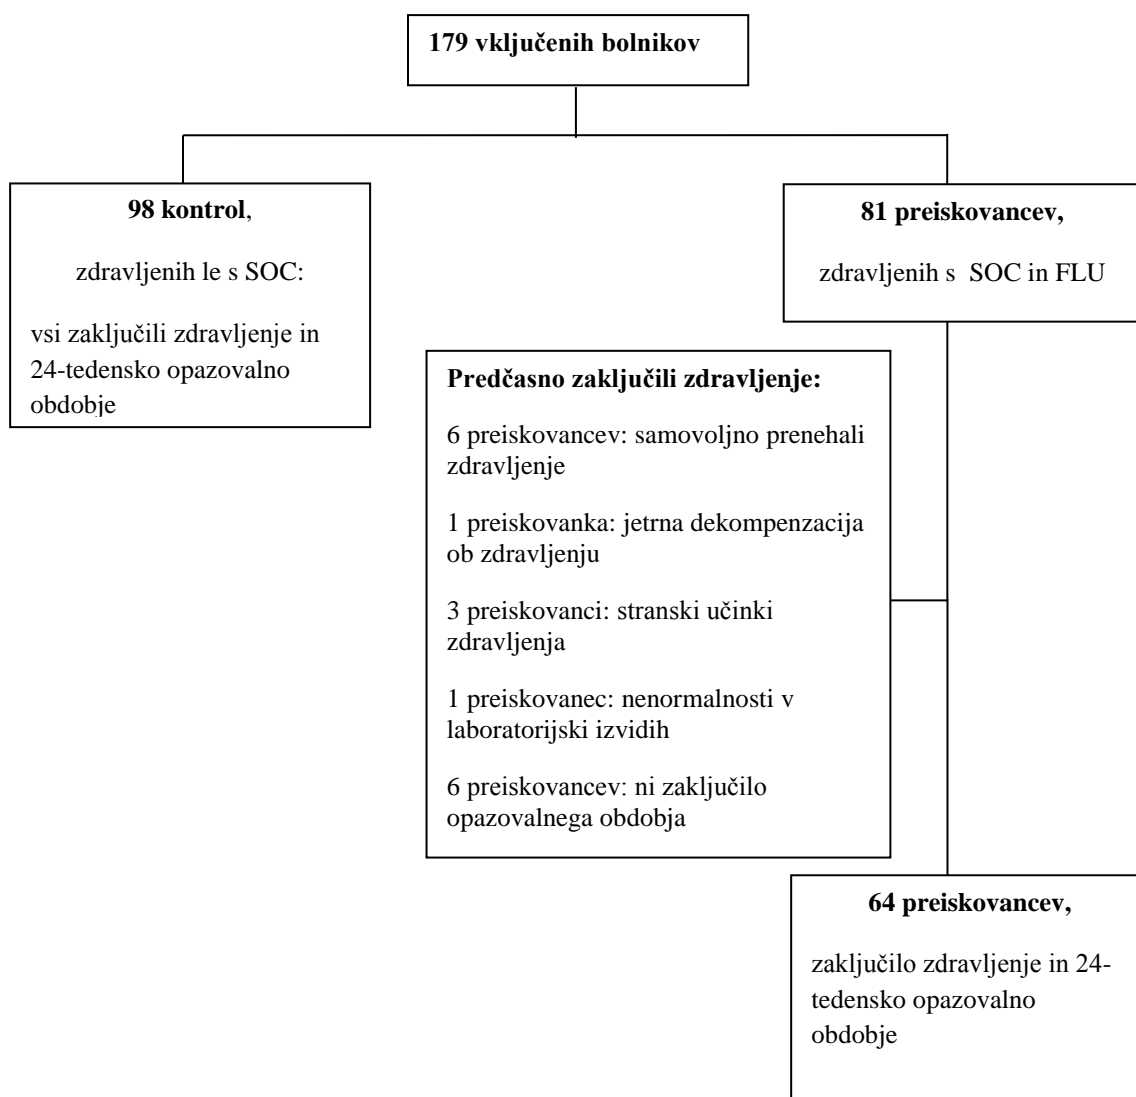 179 vključenih bolnikov
98 kontrol,
zdravljenih le s SOC:
vsi zaključili zdravljenje in
24-tedensko opazovalno
obdobje
81 preiskovancev,
zdravljenih s SOC in FLU
Predčasno zaključili zdravljenje:
6 preiskovancev: samovoljno prenehali
zdravljenje
1 preiskovanka: jetrna dekompenzacija
ob zdravljenju
3 preiskovanci: stranski učinki
zdravljenja
1 preiskovanec: nenormalnosti v
laboratorijski izvidih
6 preiskovancev: ni zaključilo
opazovalnega obdobja
64 preiskovancev,
zaključilo zdravljenje in 24-
tedensko opazovalno
obdobje